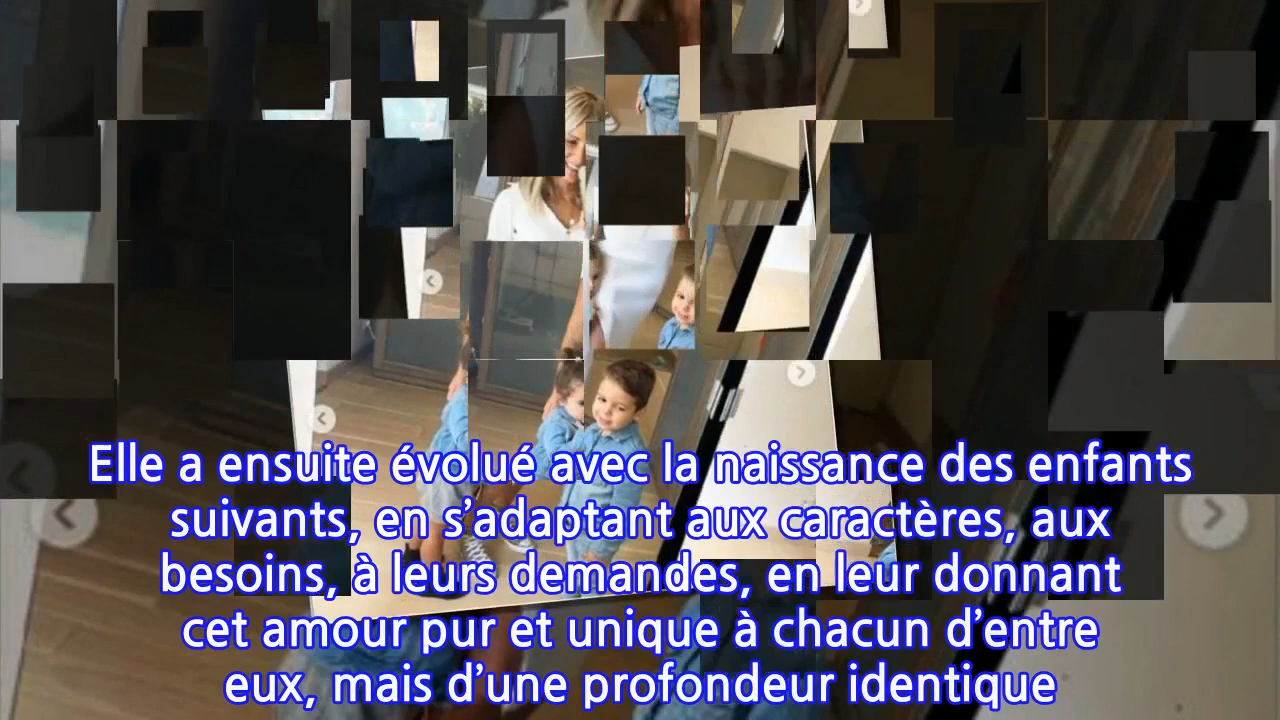 Elle a ensuite évolué avec la naissance des enfants
suivants, en s’adaptant aux caractères, aux
besoins, à leurs demandes, en leur donnant
cet amour pur et unique à chacun d’entre
eux, mais d’une profondeur identique